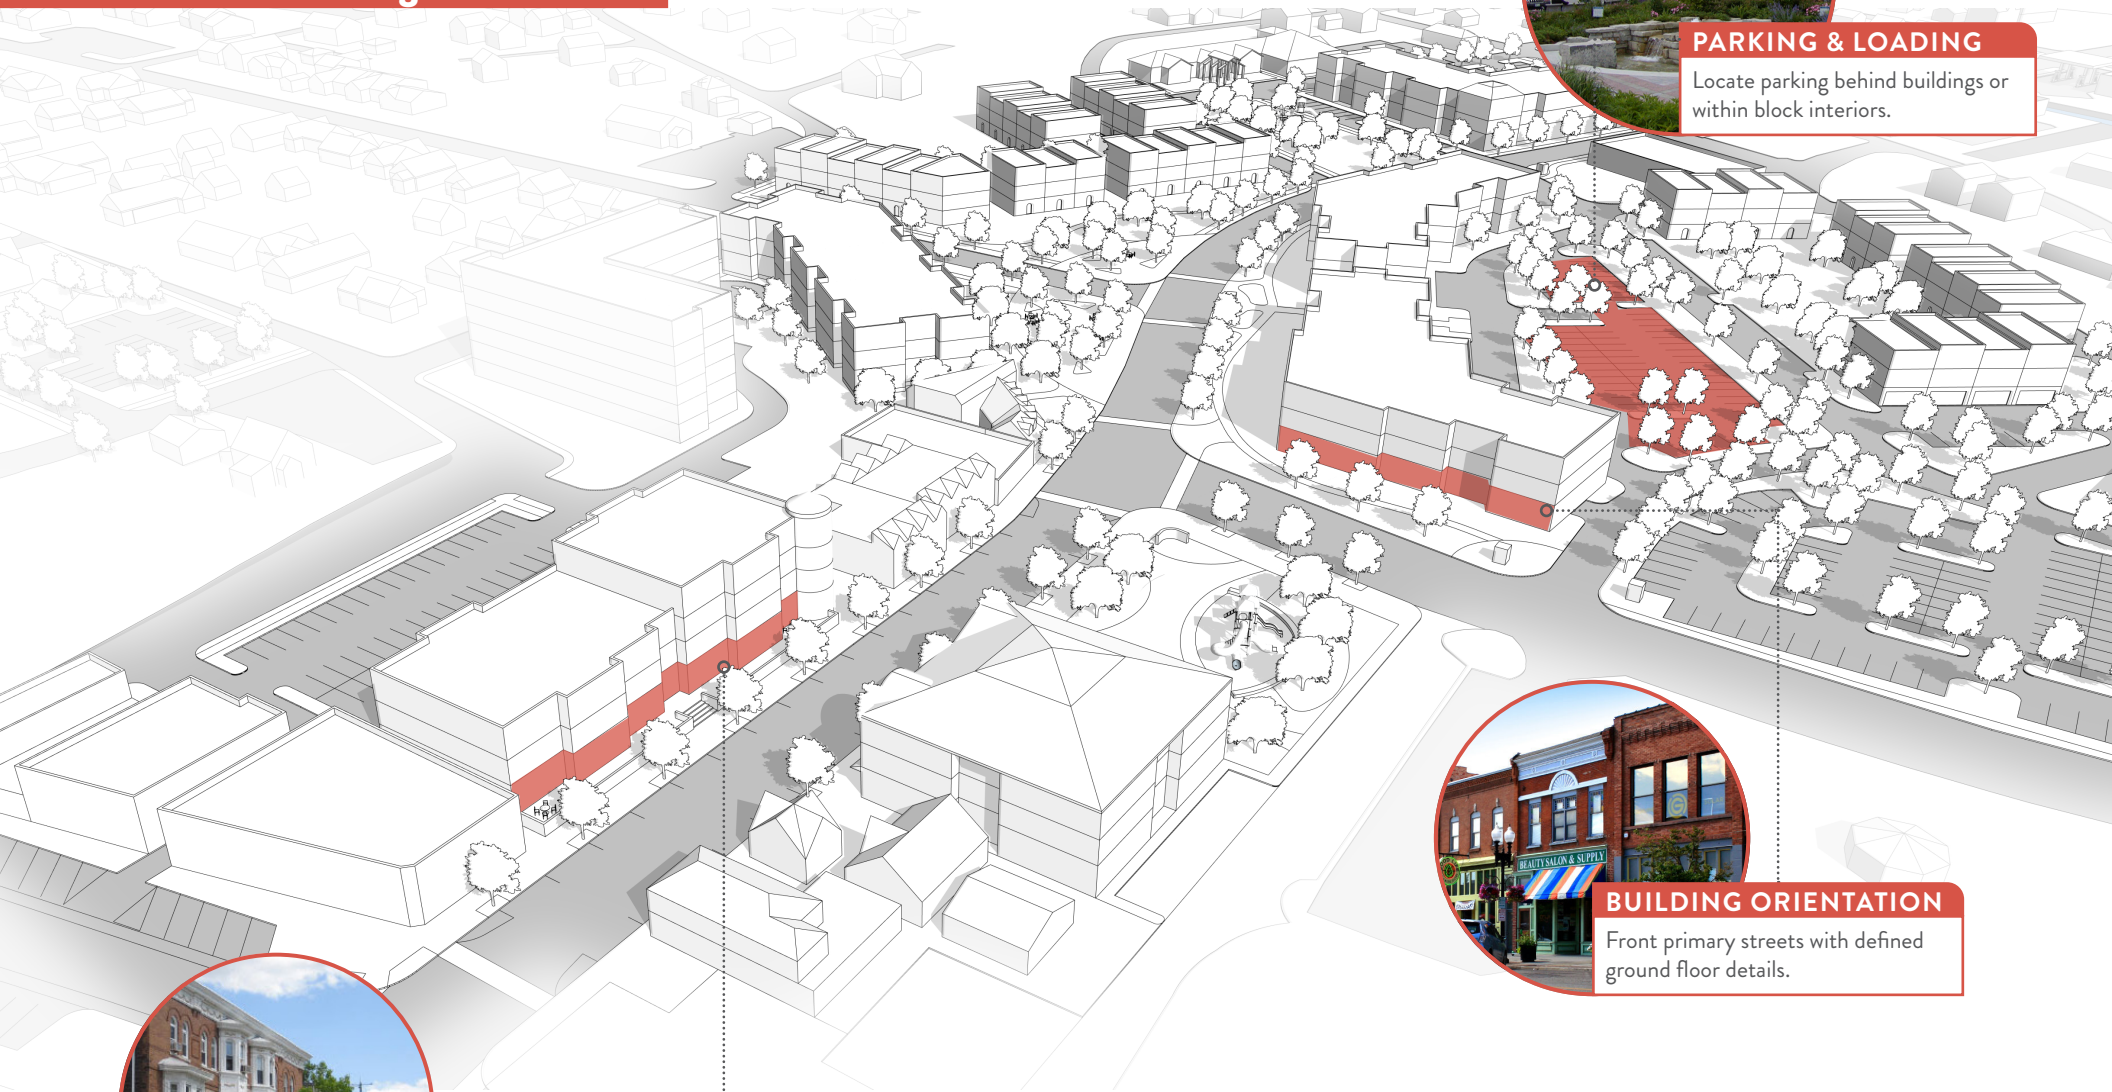 PARKING & LOADING
Locate parking behind buildings or
within block interiors.
BEAUTY SALON & SUPPLY
BUILDING ORIENTATION
Front primary streets with defined
ground floor details.